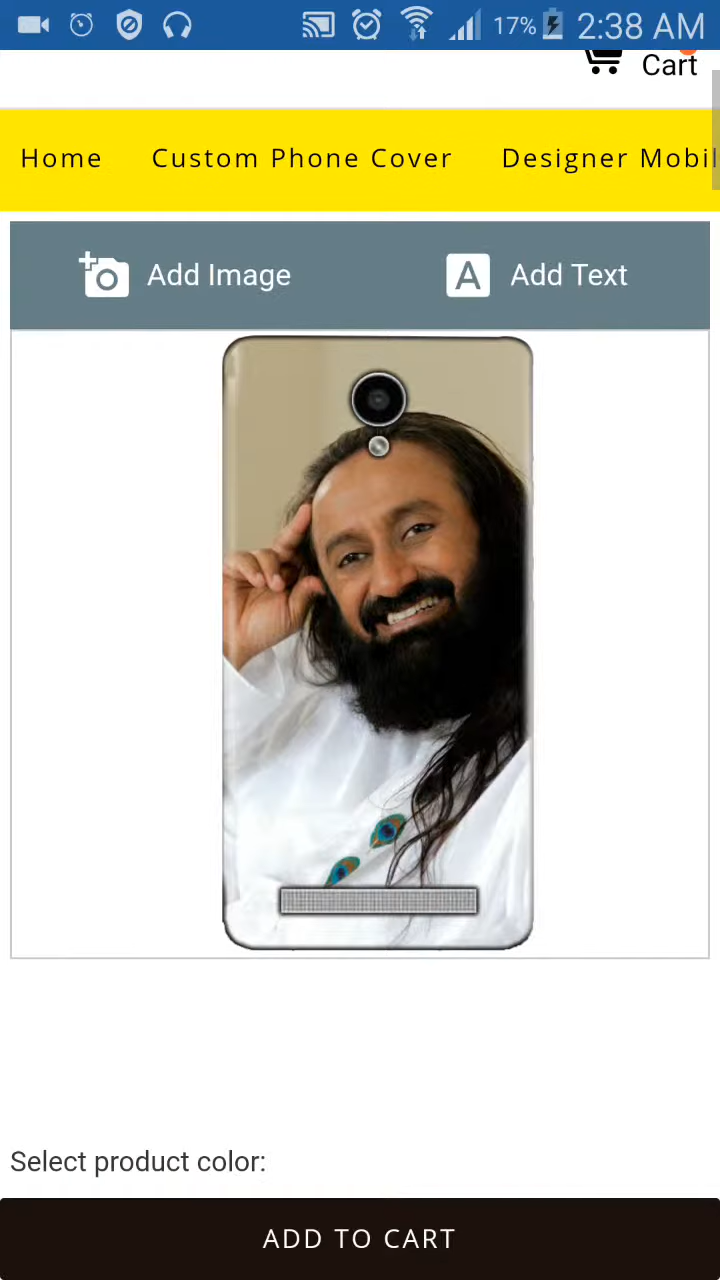 17% 2:38 AM
Cart
Home Custom Phone Cover Designer Mobil
Add Image A Add Text
Select product color:
ADD TO CART